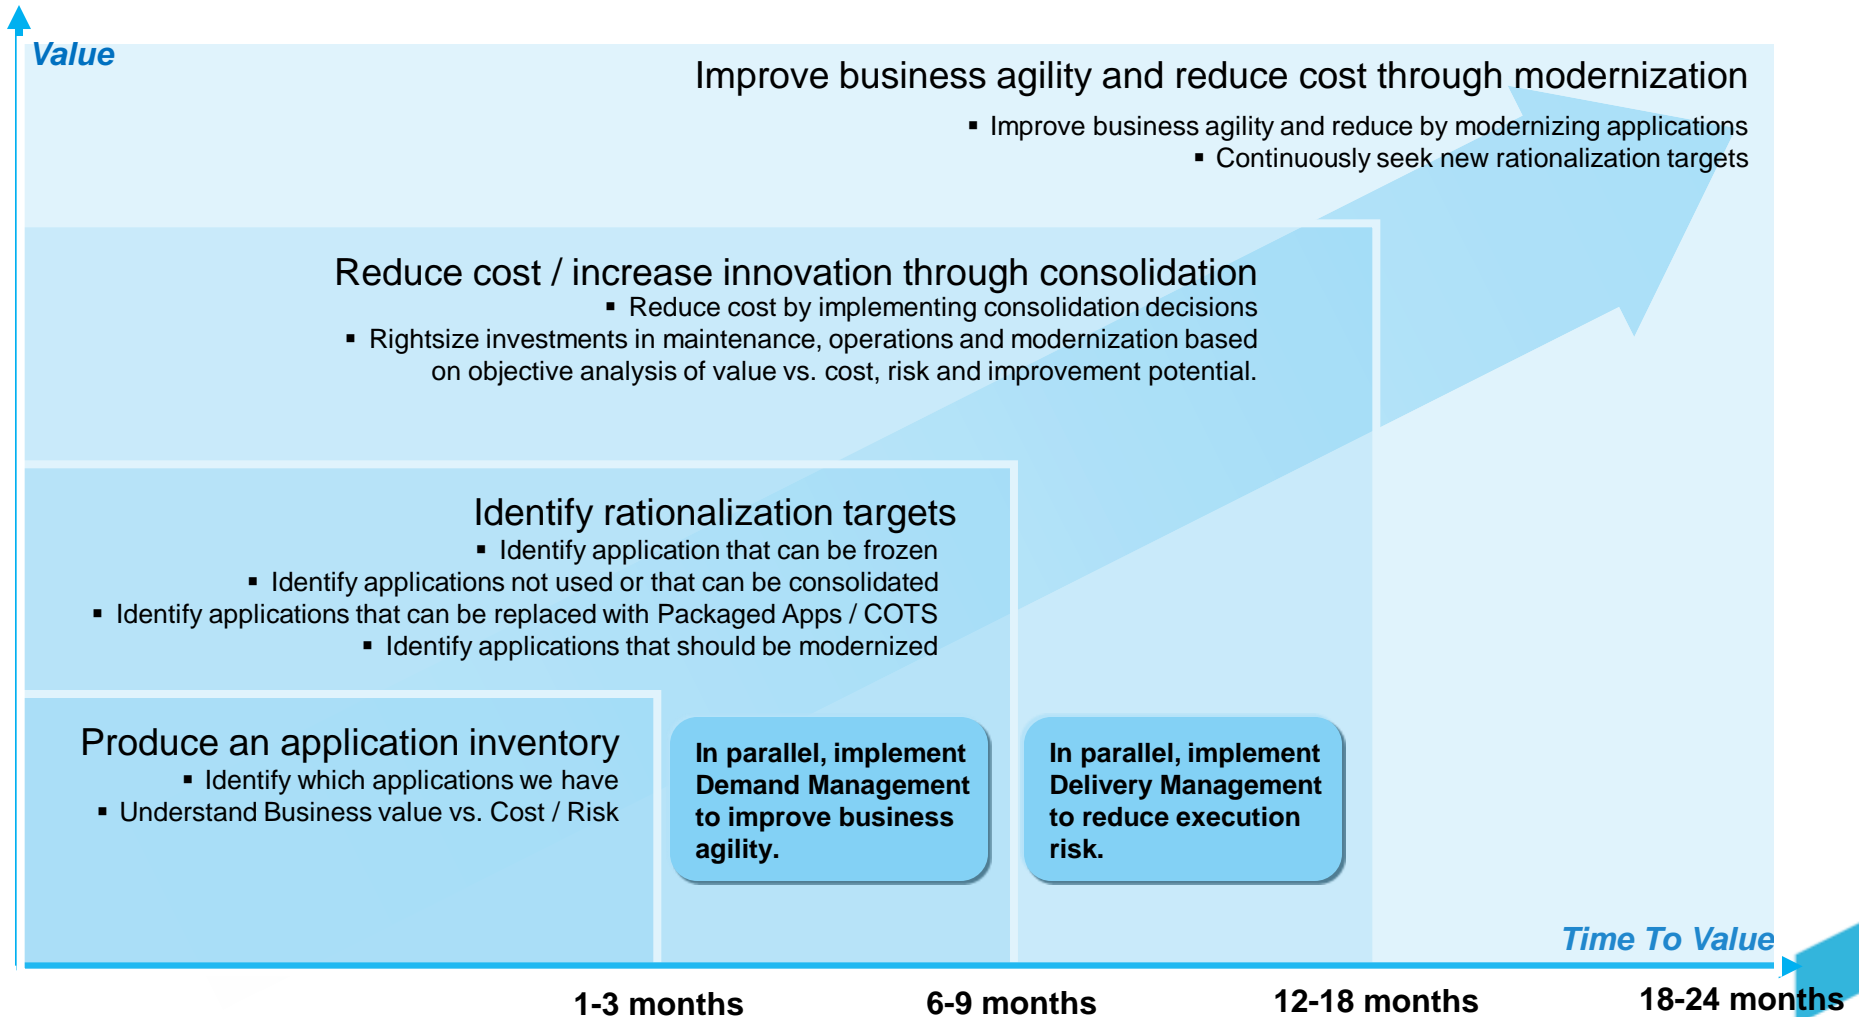 Value
Improve business agility and reduce cost through modernization
▪ Improve business agility and reduce by modernizing applications
▪ Continuously seek new rationalization targets
Reduce cost / increase innovation through consolidation
▪ Reduce cost by implementing consolidation decisions
▪ Rightsize investments in maintenance, operations and modernization based
on objective analysis of value vs. cost, risk and improvement potential.
Identify rationalization targets
▪ Identify application that can be frozen
▪ Identify applications not used or that can be consolidated
▪ Identify applications that can be replaced with Packaged Apps / COTS
▪ Identify applications that should be modernized
Produce an application inventory
▪ Identify which applications we have
▪ Understand Business value vs. Cost / Risk
In parallel, implement
Demand Management
to improve business
agility.
In parallel, implement
Delivery Management
to reduce execution
risk.
Time To Value
1-3 months
6-9 months
12-18 months
18-24 months